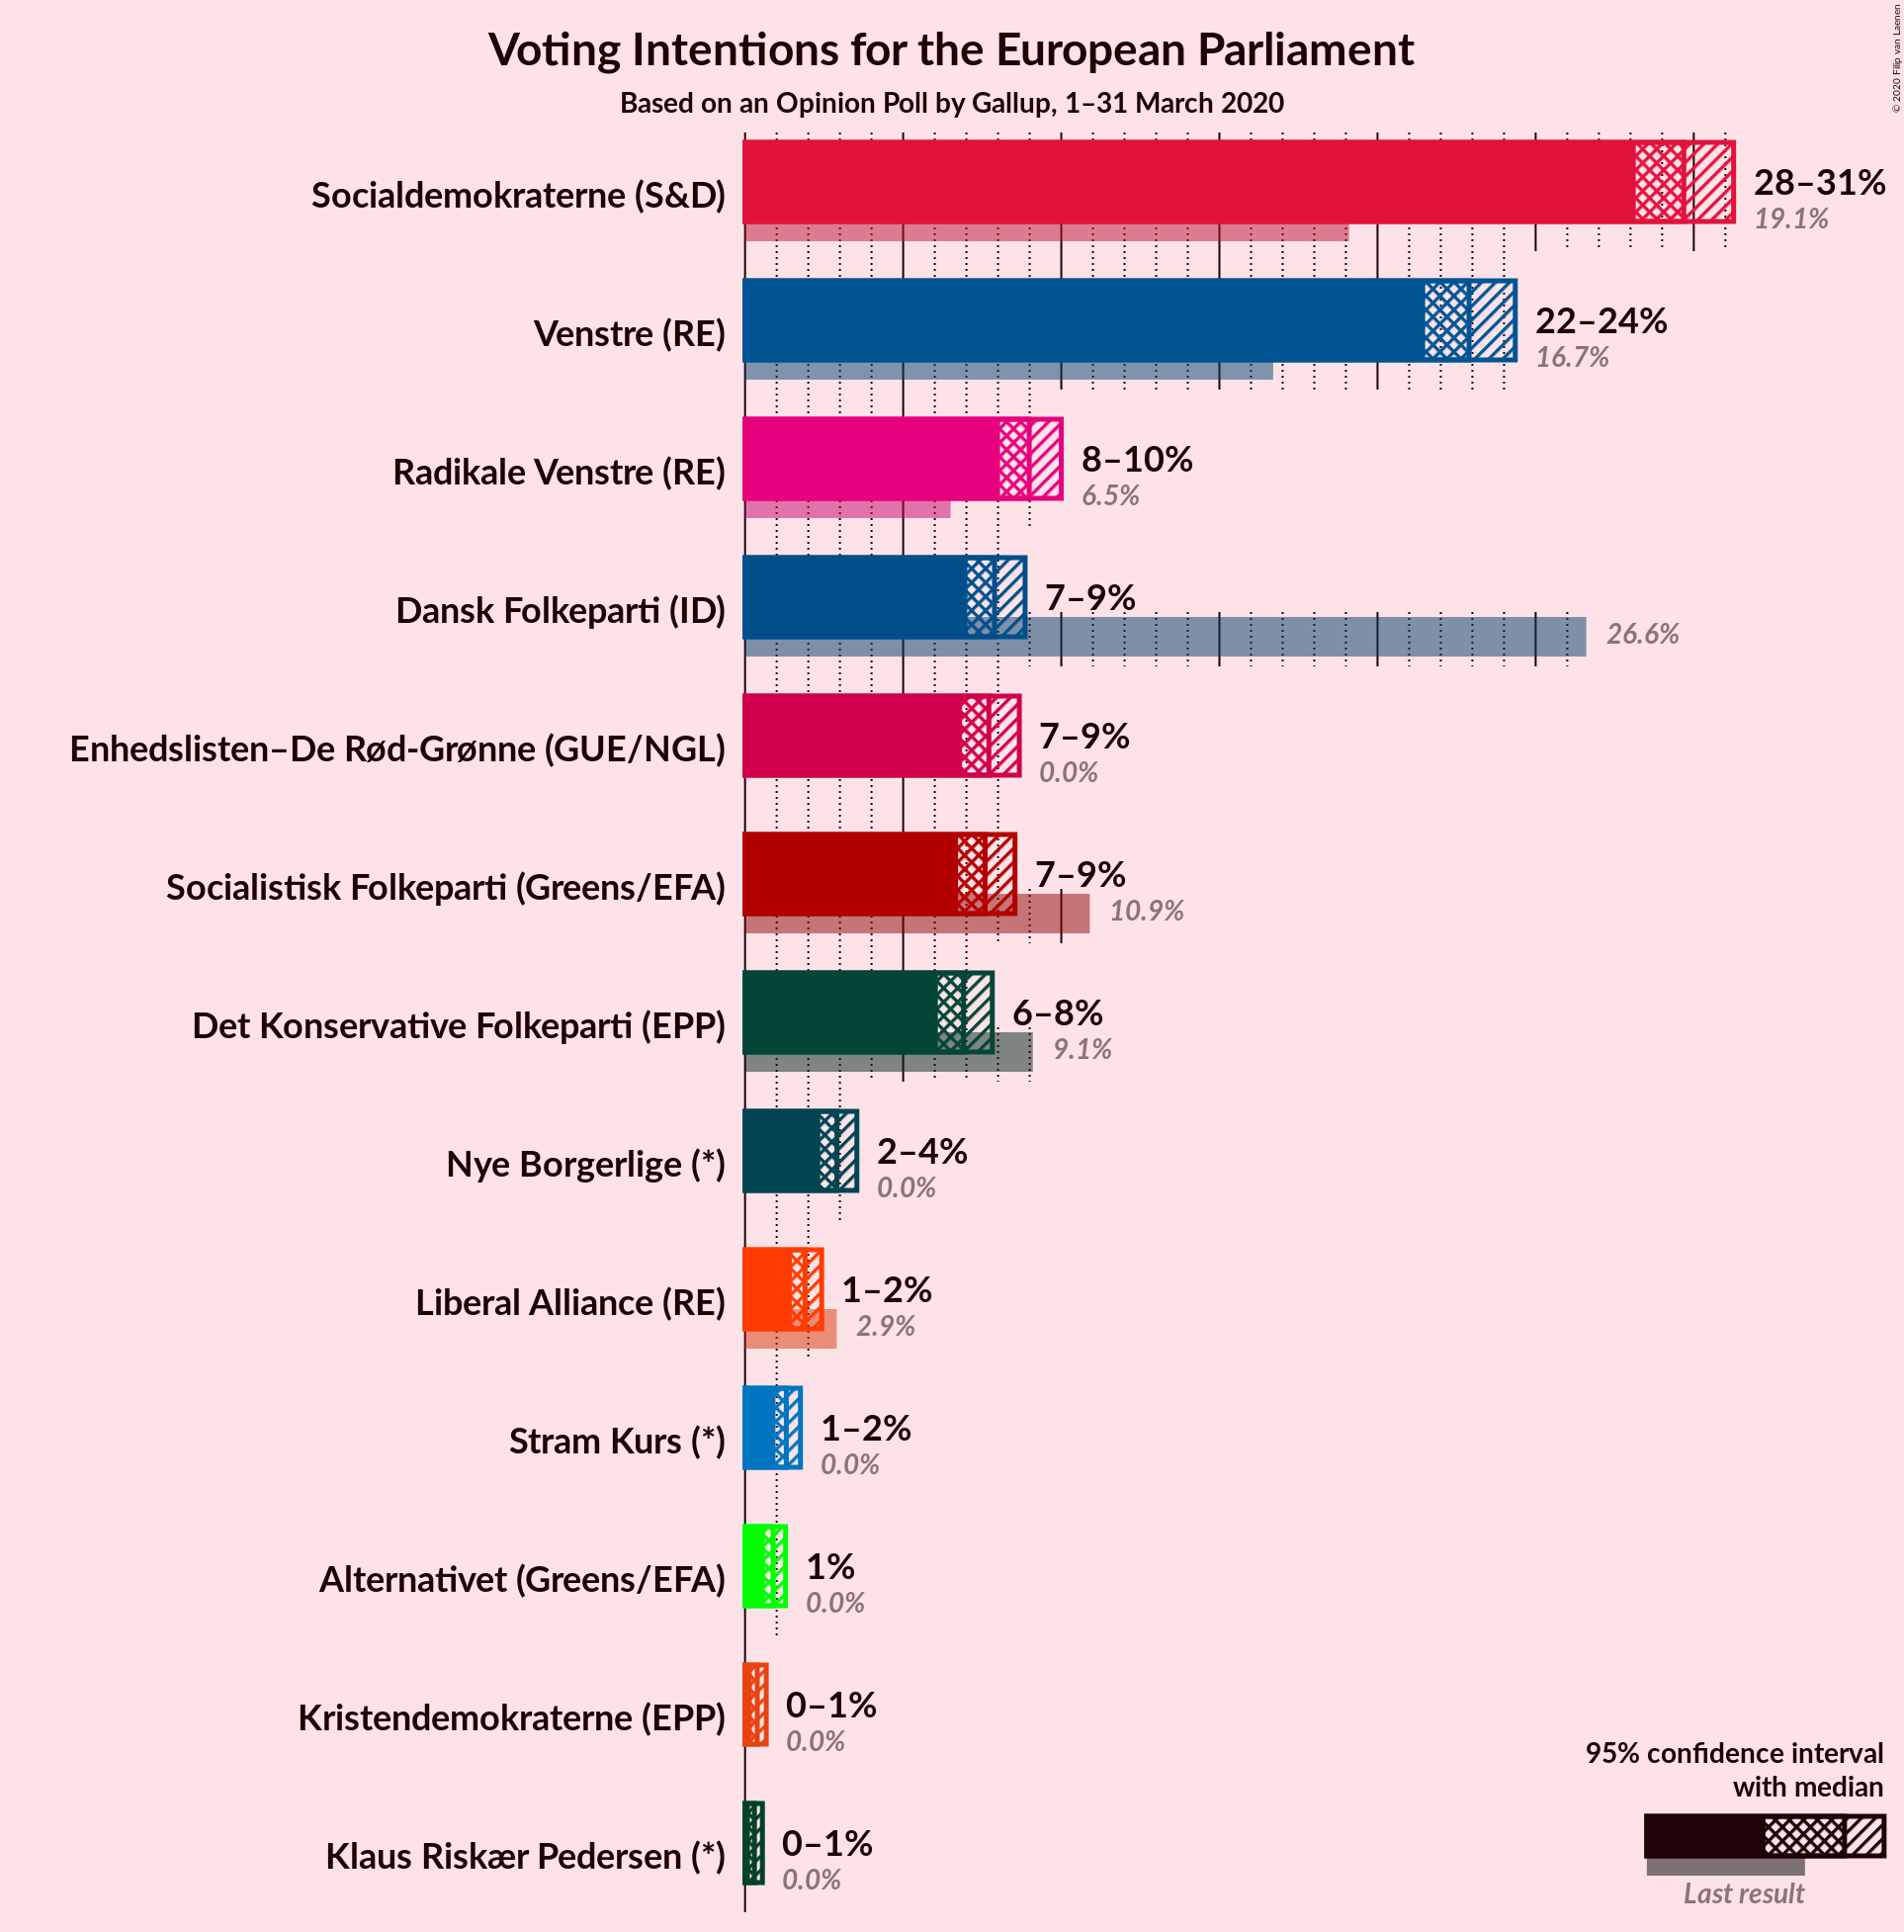 Voting Intentions for the European Parliament
Based on an Opinion Poll by Gallup, 1–31 March 2020
© 2020 Filip van Laenen
Socialdemokraterne (S&D)
28–31%
19.1%
Venstre (RE)
22–24%
16.7%
Radikale Venstre (RE)
8–10%
6.5%
Dansk Folkeparti (ID)
7–9%
26.6%
Enhedslisten–De Rød-Grønne (GUE/NGL)
7–9%
0.0%
Socialistisk Folkeparti (Greens/EFA)
7–9%
10.9%
Det Konservative Folkeparti (EPP)
6–8%
9.1%
Nye Borgerlige (*)
2–4%
0.0%
Liberal Alliance (RE)
1–2%
2.9%
Stram Kurs (*)
1–2%
0.0%
Alternativet (Greens/EFA)
1%
0.0%
Kristendemokraterne (EPP)
0–1%
0.0%
Klaus Riskær Pedersen (*)
0–1%
0.0%
95% confidence interval
with median
Last result